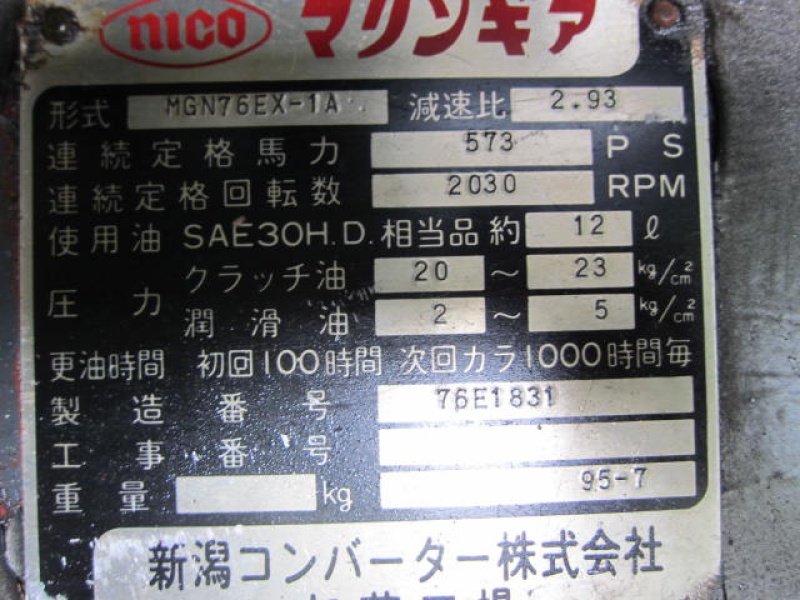 nico マリンギア
形式 MGN76EX-1A 減速比 2.93
連続定格馬力 573 PS
連続定格回転数 2030 RPM
使用油 SAE30H.D.相当品約 12 ℓ
圧力 クラッチ油 20 ～ 23 kg/cm²
潤滑油 2 ～ 5 kg/cm²
更油時間 初回100時間 次回カラ1000時間毎
製造番号 76E1831
工事番号
重量 kg 95-7
新潟コンバーター株式会社